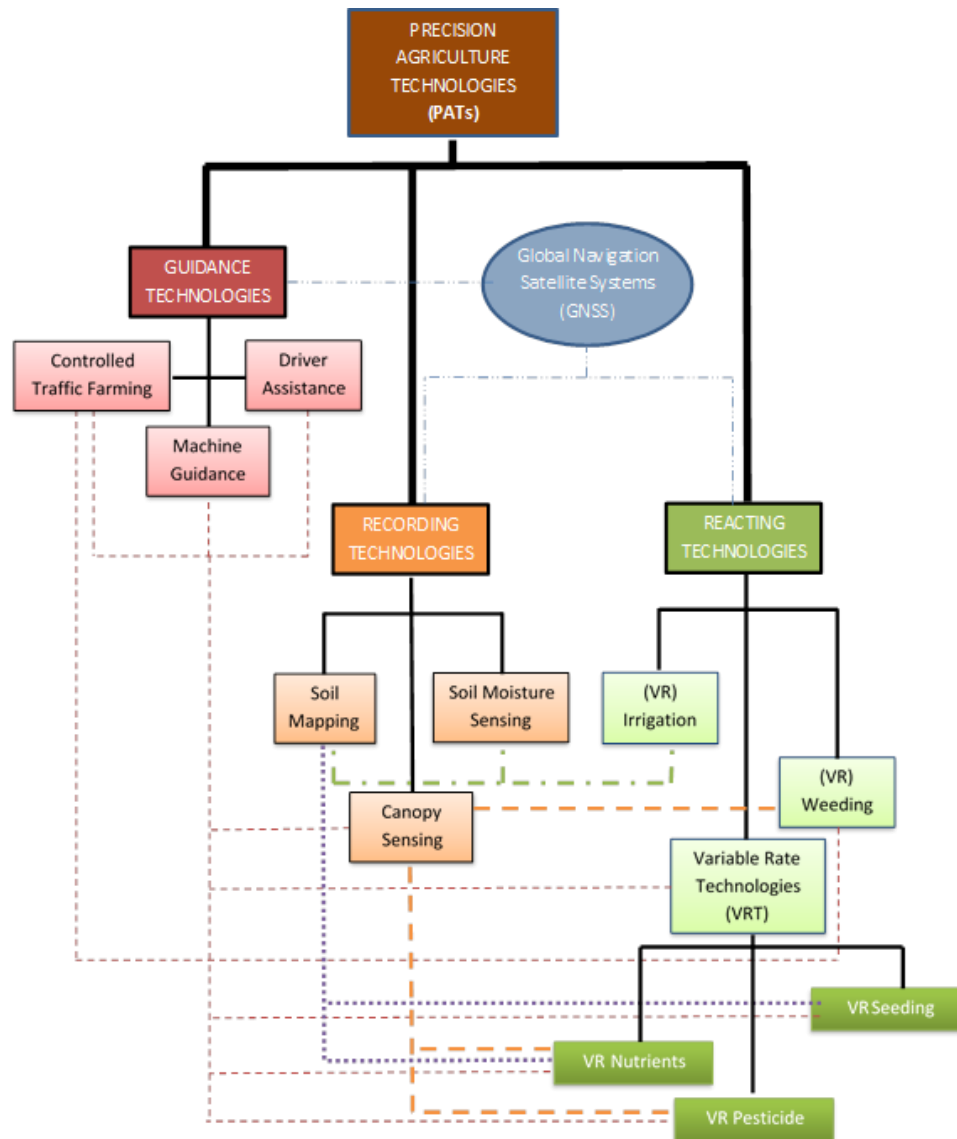 PRECISION
AGRICULTURE
TECHNOLOGIES
(PATs)
GUIDANCE
TECHNOLOGIES
Global Navigation
Satellite Systems
(GNSS)
Controlled
Traffic Farming
Driver
Assistance
Machine
Guidance
RECORDING
TECHNOLOGIES
REACTING
TECHNOLOGIES
Soil
Mapping
Soil Moisture
Sensing
(VR)
Irrigation
(VR)
Weeding
Canopy
Sensing
Variable Rate
Technologies
(VRT)
VR Seeding
VR Nutrients
VR Pesticide